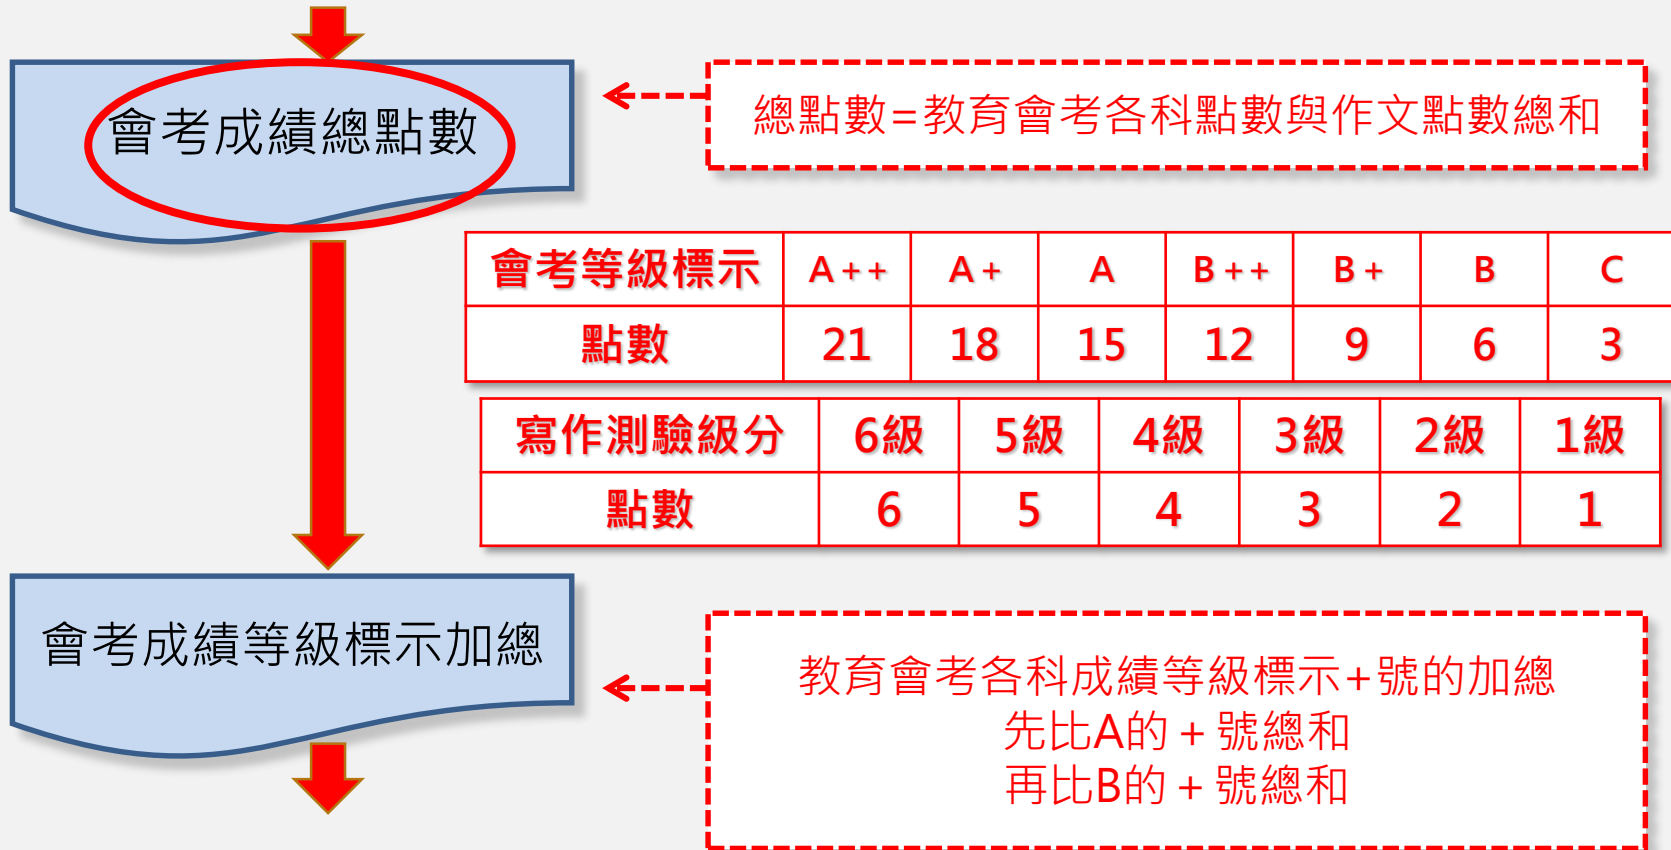 會考成績總點數
總點數=教育會考各科點數與作文點數總和
會考等級標示 A++ A+ A B++ B+ B C
點數 21 18 15 12 9 6 3
寫作測驗級分 6級 5級 4級 3級 2級 1級
點數 6 5 4 3 2 1
會考成績等級標示加總
教育會考各科成績等級標示+號的加總
先比A的+號總和
再比B的+號總和